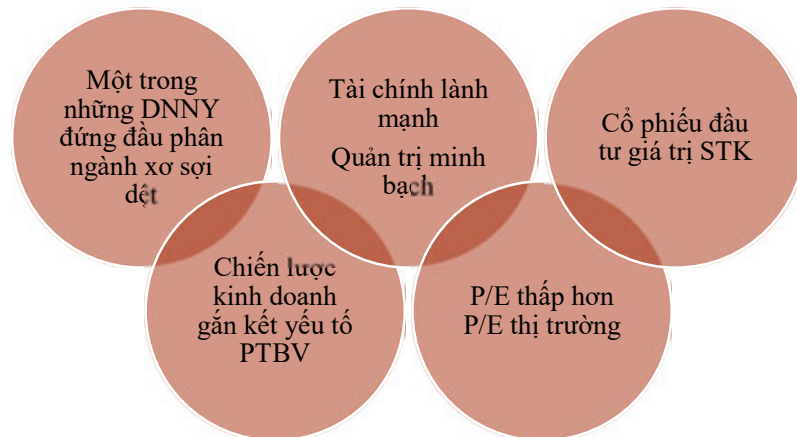 Một trong
những DNNY
đứng đầu phân
ngành xơ sợi
dệt
Chiến lược
kinh doanh
gắn kết yếu tố
PTBV
Tài chính lành
mạnh
Quản trị minh
bạch
P/E thấp hơn
P/E thị trường
Cổ phiếu đầu
tư giá trị STK